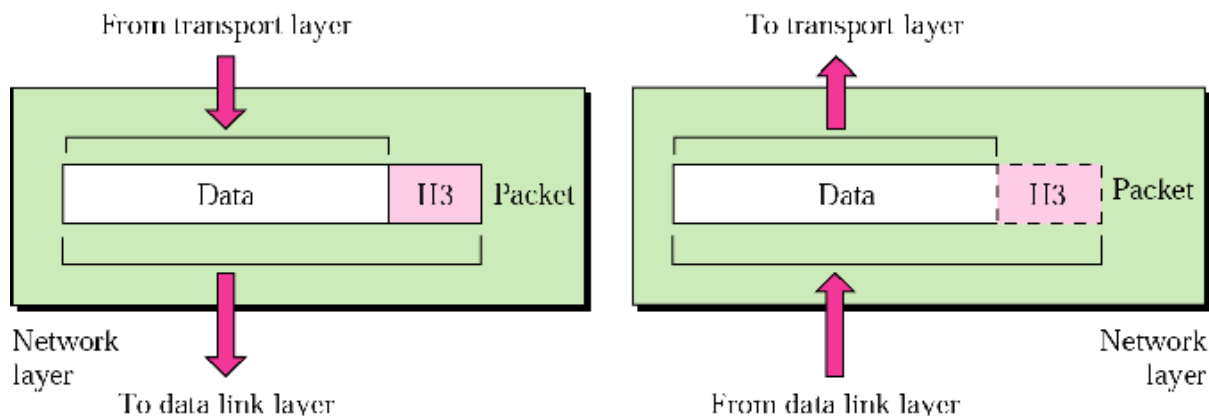 From transport layer
To transport layer
Data
H3
Packet
Data
H3
Packet
Network
layer
Network
layer
To data link layer
From data link layer